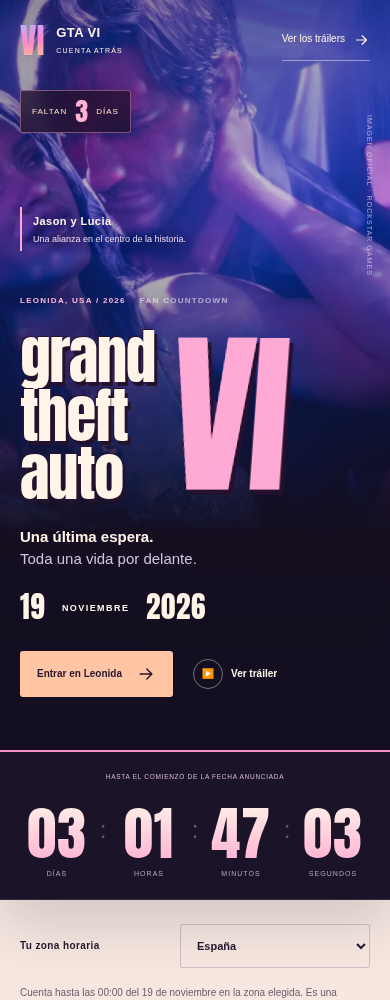 VI
GTA VI
CUENTA ATRÁS
Ver los tráilers
FALTAN 3 DÍAS
IMAGEN OFICIAL · ROCKSTAR GAMES
Jason y Lucia
Una alianza en el centro de la historia.
LEONIDA, USA / 2026 FAN COUNTDOWN
grand
theft
auto
VI
Una última espera.
Toda una vida por delante.
19 NOVIEMBRE 2026
Entrar en Leonida
Ver tráiler
HASTA EL COMIENZO DE LA FECHA ANUNCIADA
03 : 01 : 47 : 03
DÍAS HORAS MINUTOS SEGUNDOS
Tu zona horaria
España
Cuenta hasta las 00:00 del 19 de noviembre en la zona elegida. Es una